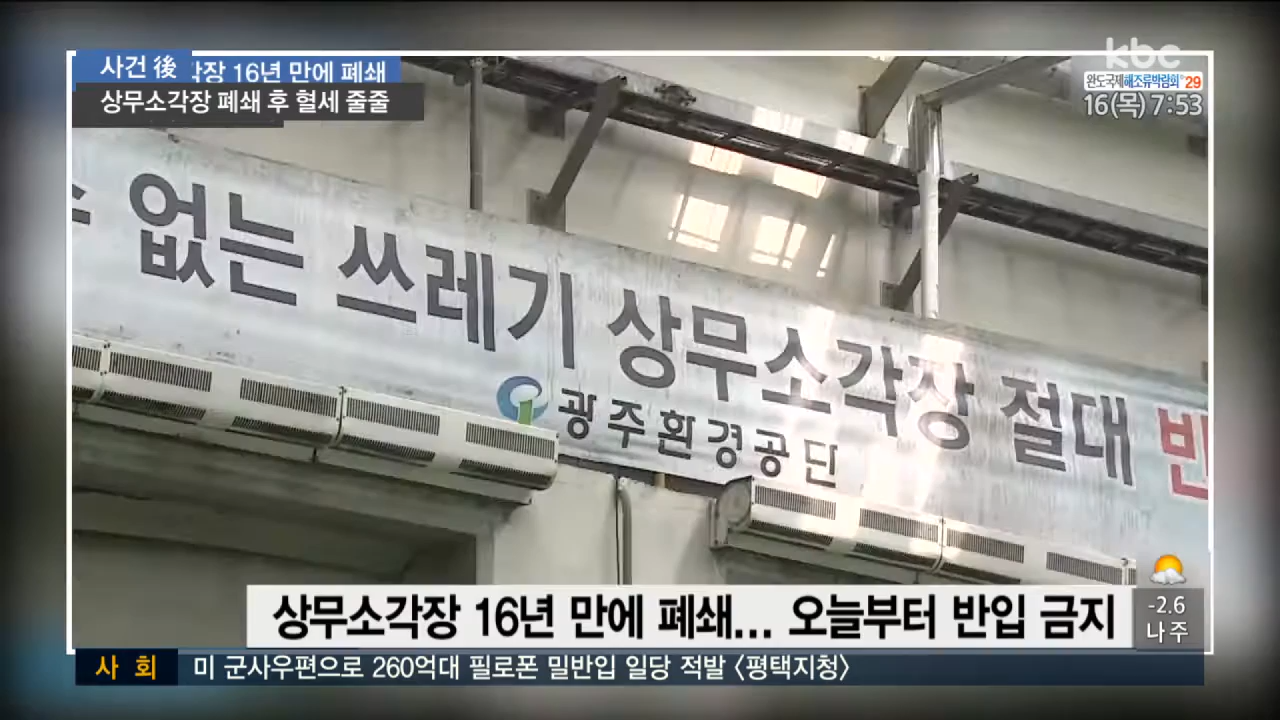 kbc
사건 後
각장 16년 만에 폐쇄
상무소각장 폐쇄 후 혈세 줄줄
완도국제해조류박람회 29
16(목) 7:53
없는 쓰레기 상무소각장 절대
광주환경공단
상무소각장 16년 만에 폐쇄... 오늘부터 반입 금지
-2.6
나주
사 회 미 군사우편으로 260억대 필로폰 밀반입 일당 적발 〈평택지청〉